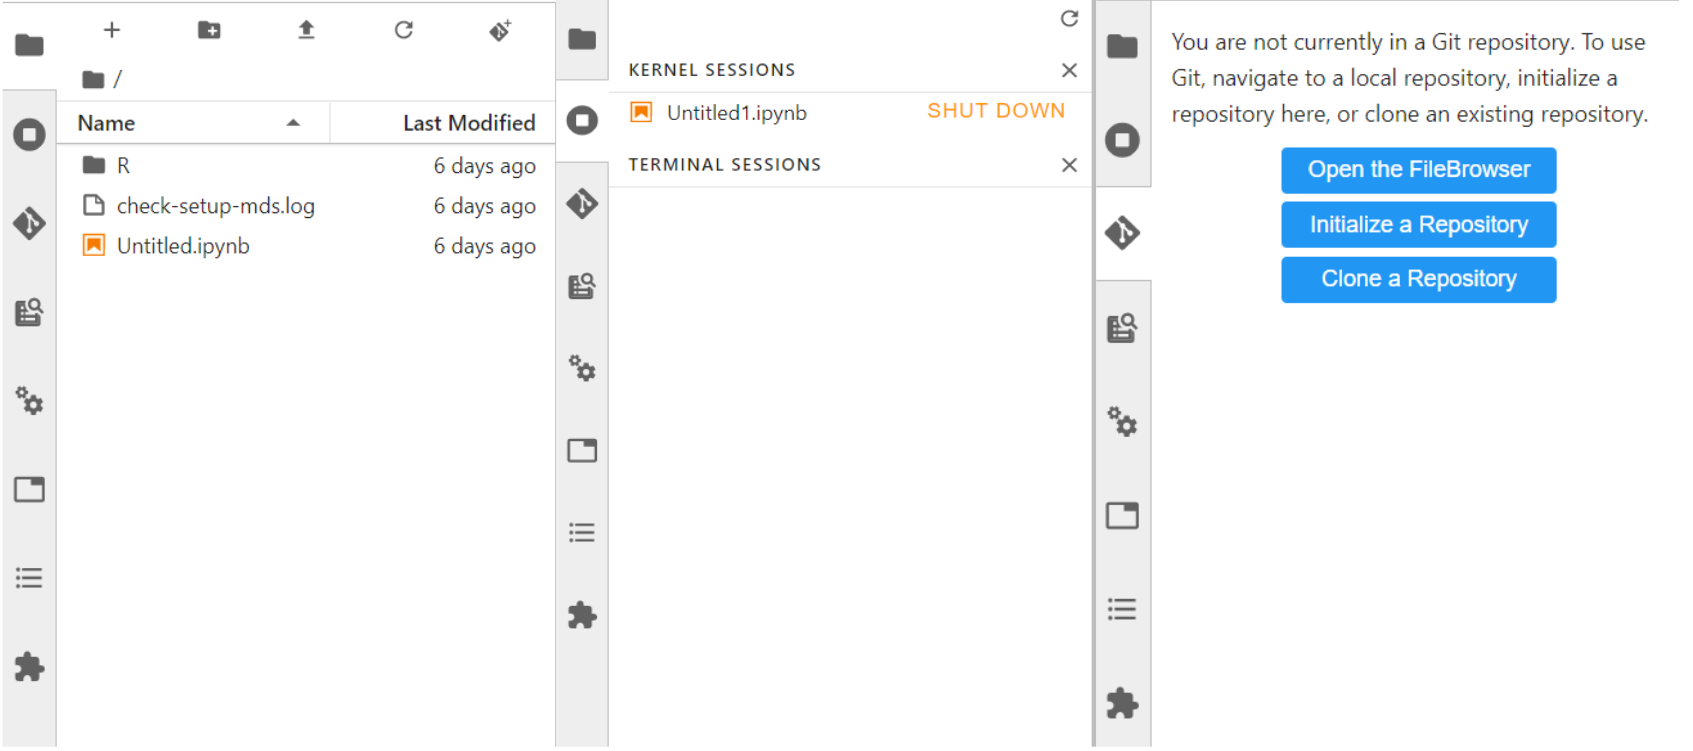 /
Name Last Modified
R 6 days ago
check-setup-mds.log 6 days ago
Untitled.ipynb 6 days ago
KERNEL SESSIONS
Untitled1.ipynb SHUT DOWN
TERMINAL SESSIONS
You are not currently in a Git repository. To use
Git, navigate to a local repository, initialize a
repository here, or clone an existing repository.
Open the FileBrowser
Initialize a Repository
Clone a Repository